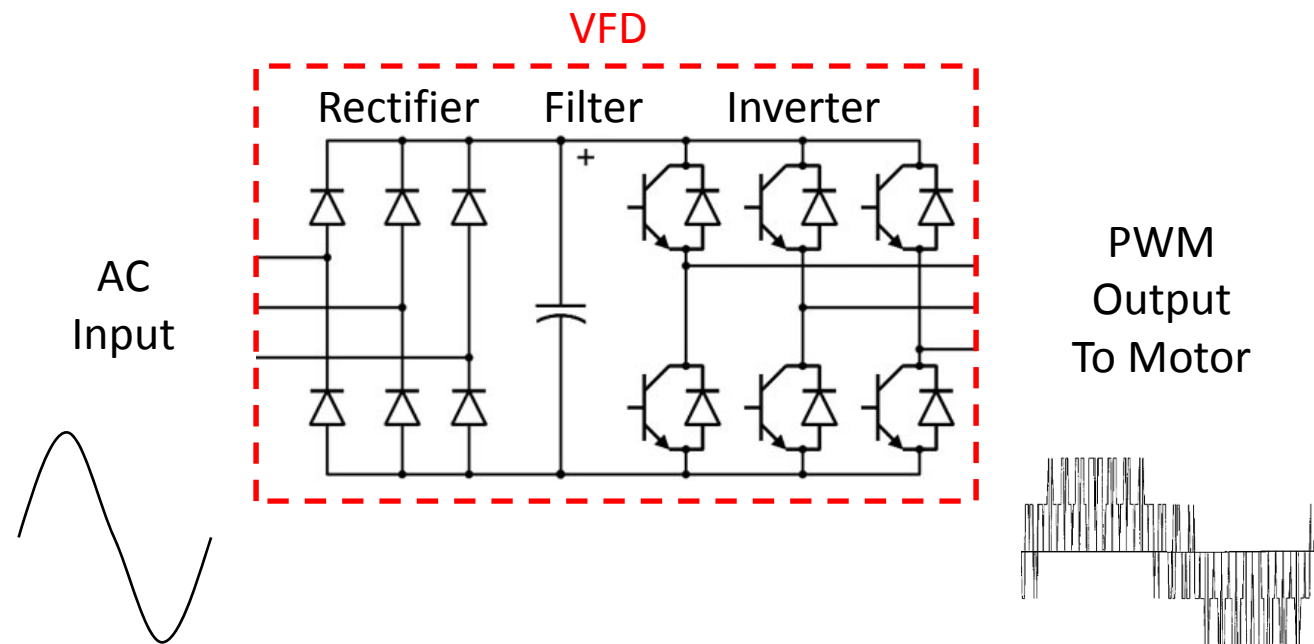 VFD
Rectifier
Filter
Inverter
+
AC
Input
PWM
Output
To Motor